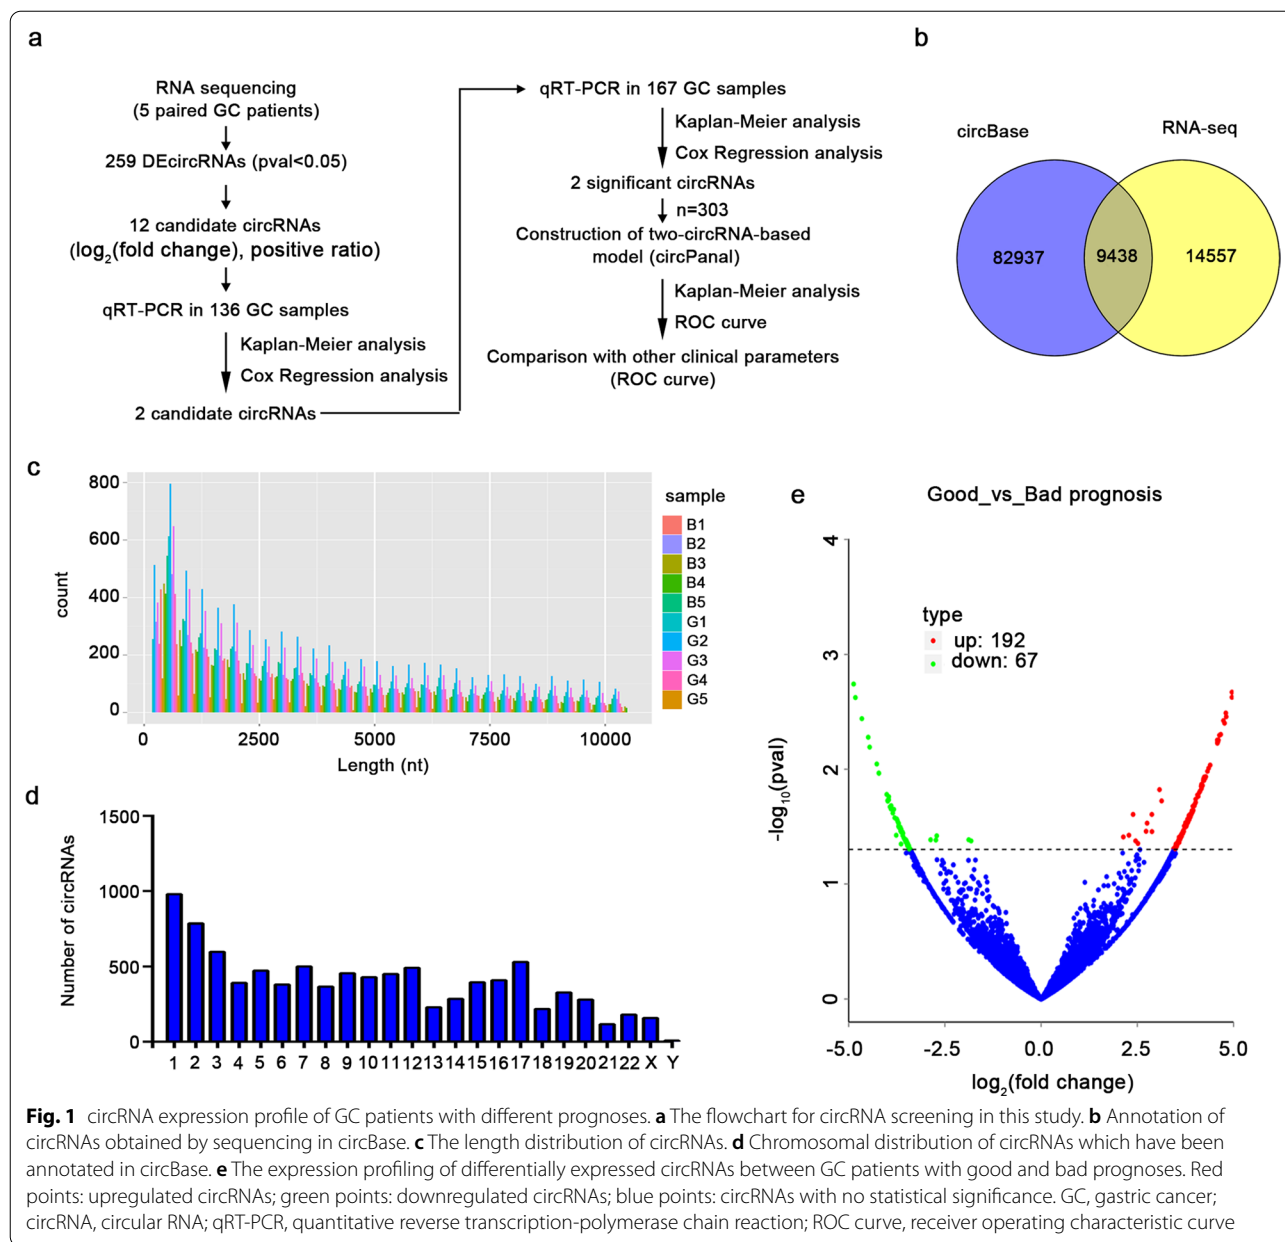 a
RNA sequencing
(5 paired GC patients)
259 DEcircRNAs (pval<0.05)
12 candidate circRNAs
(log2(fold change), positive ratio)
qRT-PCR in 136 GC samples
Kaplan-Meier analysis
Cox Regression analysis
2 candidate circRNAs
qRT-PCR in 167 GC samples
Kaplan-Meier analysis
Cox Regression analysis
2 significant circRNAs
n=303
Construction of two-circRNA-based
model (circPanal)
Kaplan-Meier analysis
ROC curve
Comparison with other clinical parameters
(ROC curve)
b
circBase
RNA-seq
82937
9438
14557
c
800
600
400
200
0
count
0
2500
5000
7500
10000
Length (nt)
sample
B1
B2
B3
B4
B5
G1
G2
G3
G4
G5
d
1500
1000
500
0
Number of circRNAs
1 2 3 4 5 6 7 8 9 10 11 12 13 14 15 16 17 18 19 20 21 22 X Y
e
Good_vs_Bad prognosis
4
3
2
1
0
-log10(pval)
type
up: 192
down: 67
-5.0
-2.5
0.0
2.5
5.0
log2(fold change)
Fig. 1 circRNA expression profile of GC patients with different prognoses. a The flowchart for circRNA screening in this study. b Annotation of
circRNAs obtained by sequencing in circBase. c The length distribution of circRNAs. d Chromosomal distribution of circRNAs which have been
annotated in circBase. e The expression profiling of differentially expressed circRNAs between GC patients with good and bad prognoses. Red
points: upregulated circRNAs; green points: downregulated circRNAs; blue points: circRNAs with no statistical significance. GC, gastric cancer;
circRNA, circular RNA; qRT-PCR, quantitative reverse transcription-polymerase chain reaction; ROC curve, receiver operating characteristic curve